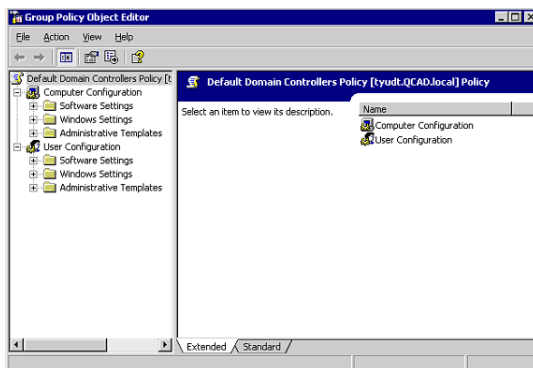 Group Policy Object Editor
File Action View Help
Default Domain Controllers Policy [t
Computer Configuration
Software Settings
Windows Settings
Administrative Templates
User Configuration
Software Settings
Windows Settings
Administrative Templates
Default Domain Controllers Policy [tyudt.QCAD.local] Policy
Select an item to view its description.
Name
Computer Configuration
User Configuration
Extended Standard